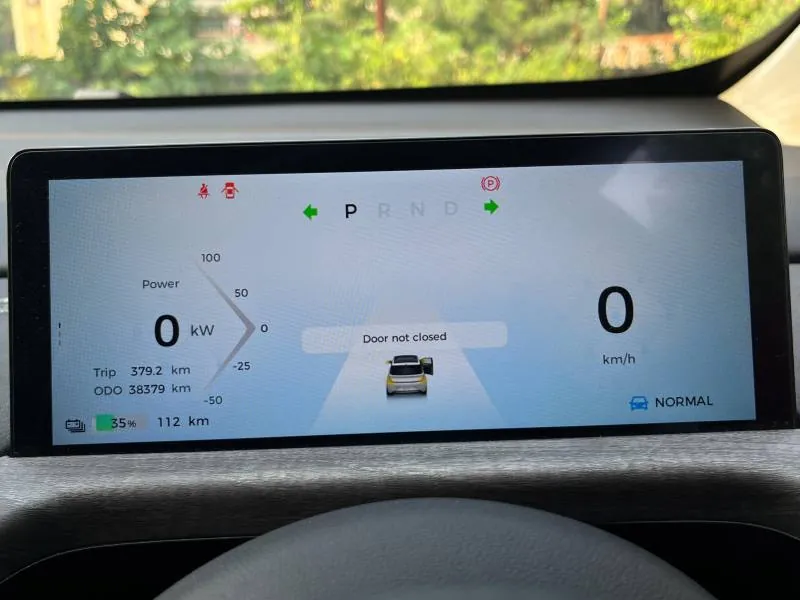 P
P R N D
100
Power
50
0 kW
0
0
km/h
Door not closed
-25
Trip 379.2 km
ODO 38379 km
-50
NORMAL
35% 112 km